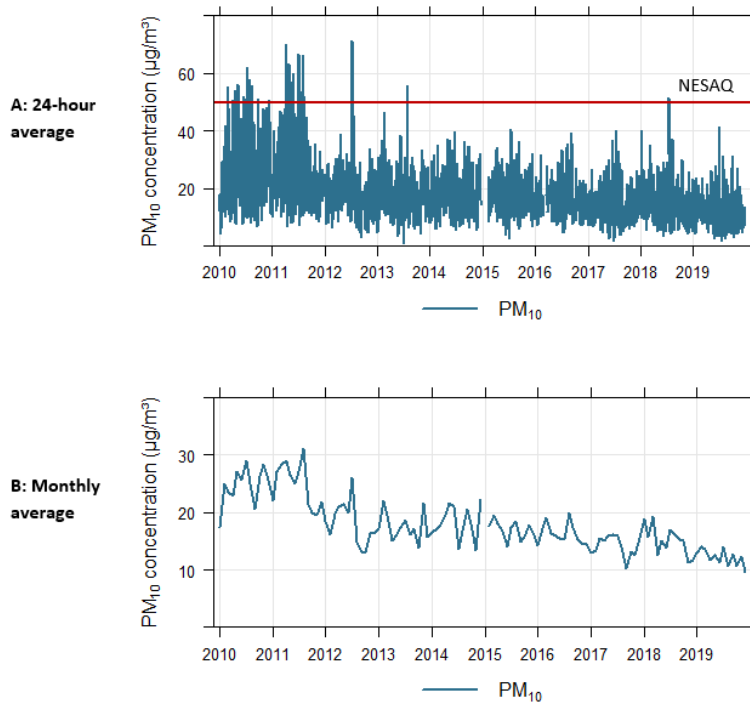 A: 24-hour
average
PM₁₀ concentration (µg/m³)
60
40
20
NESAQ
2010 2011 2012 2013 2014 2015 2016 2017 2018 2019
PM₁₀
B: Monthly
average
PM₁₀ concentration (µg/m³)
30
20
10
2010 2011 2012 2013 2014 2015 2016 2017 2018 2019
PM₁₀